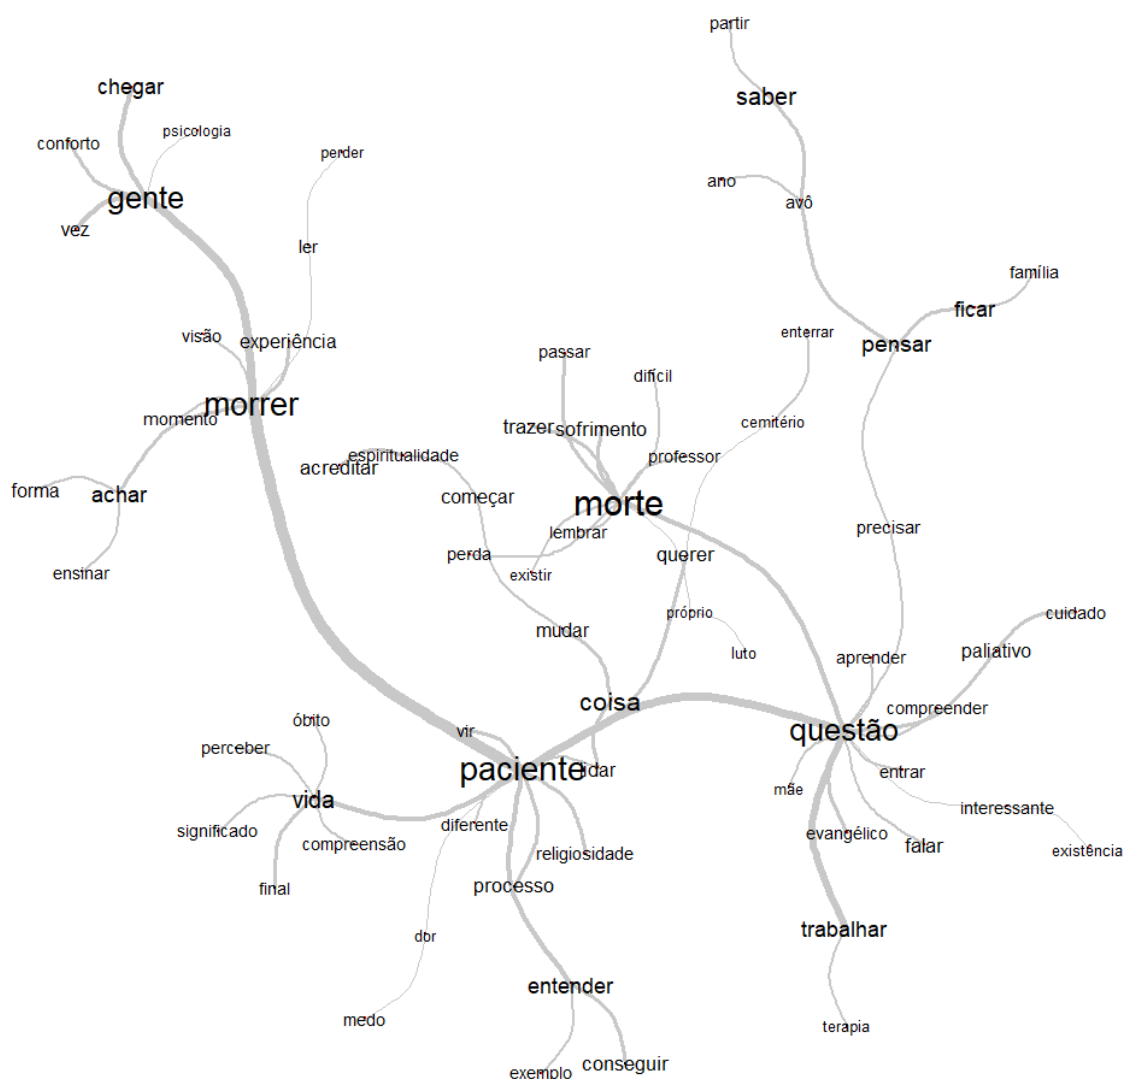 partir
chegar
saber
psicologia
conforto
perder
ano
gente
avô
vez
ler
família
ficar
visão
experiência
enterrar
pensar
passar
difícil
morrer
momento
cemitério
trazer
sofrimento
espiritualidade
professor
acreditar
forma
achar
começar
morte
precisar
lembrar
perda
querer
ensinar
existir
próprio
cuidado
mudar
luto
aprender
paliativo
coisa
compreender
óbito
vir
questão
perceber
paciente
lidar
entrar
vida
mãe
interessante
significado
diferente
evangélico
compreensão
falar
existência
religiosidade
final
processo
trabalhar
dor
entender
medo
terapia
conseguir
exemplo